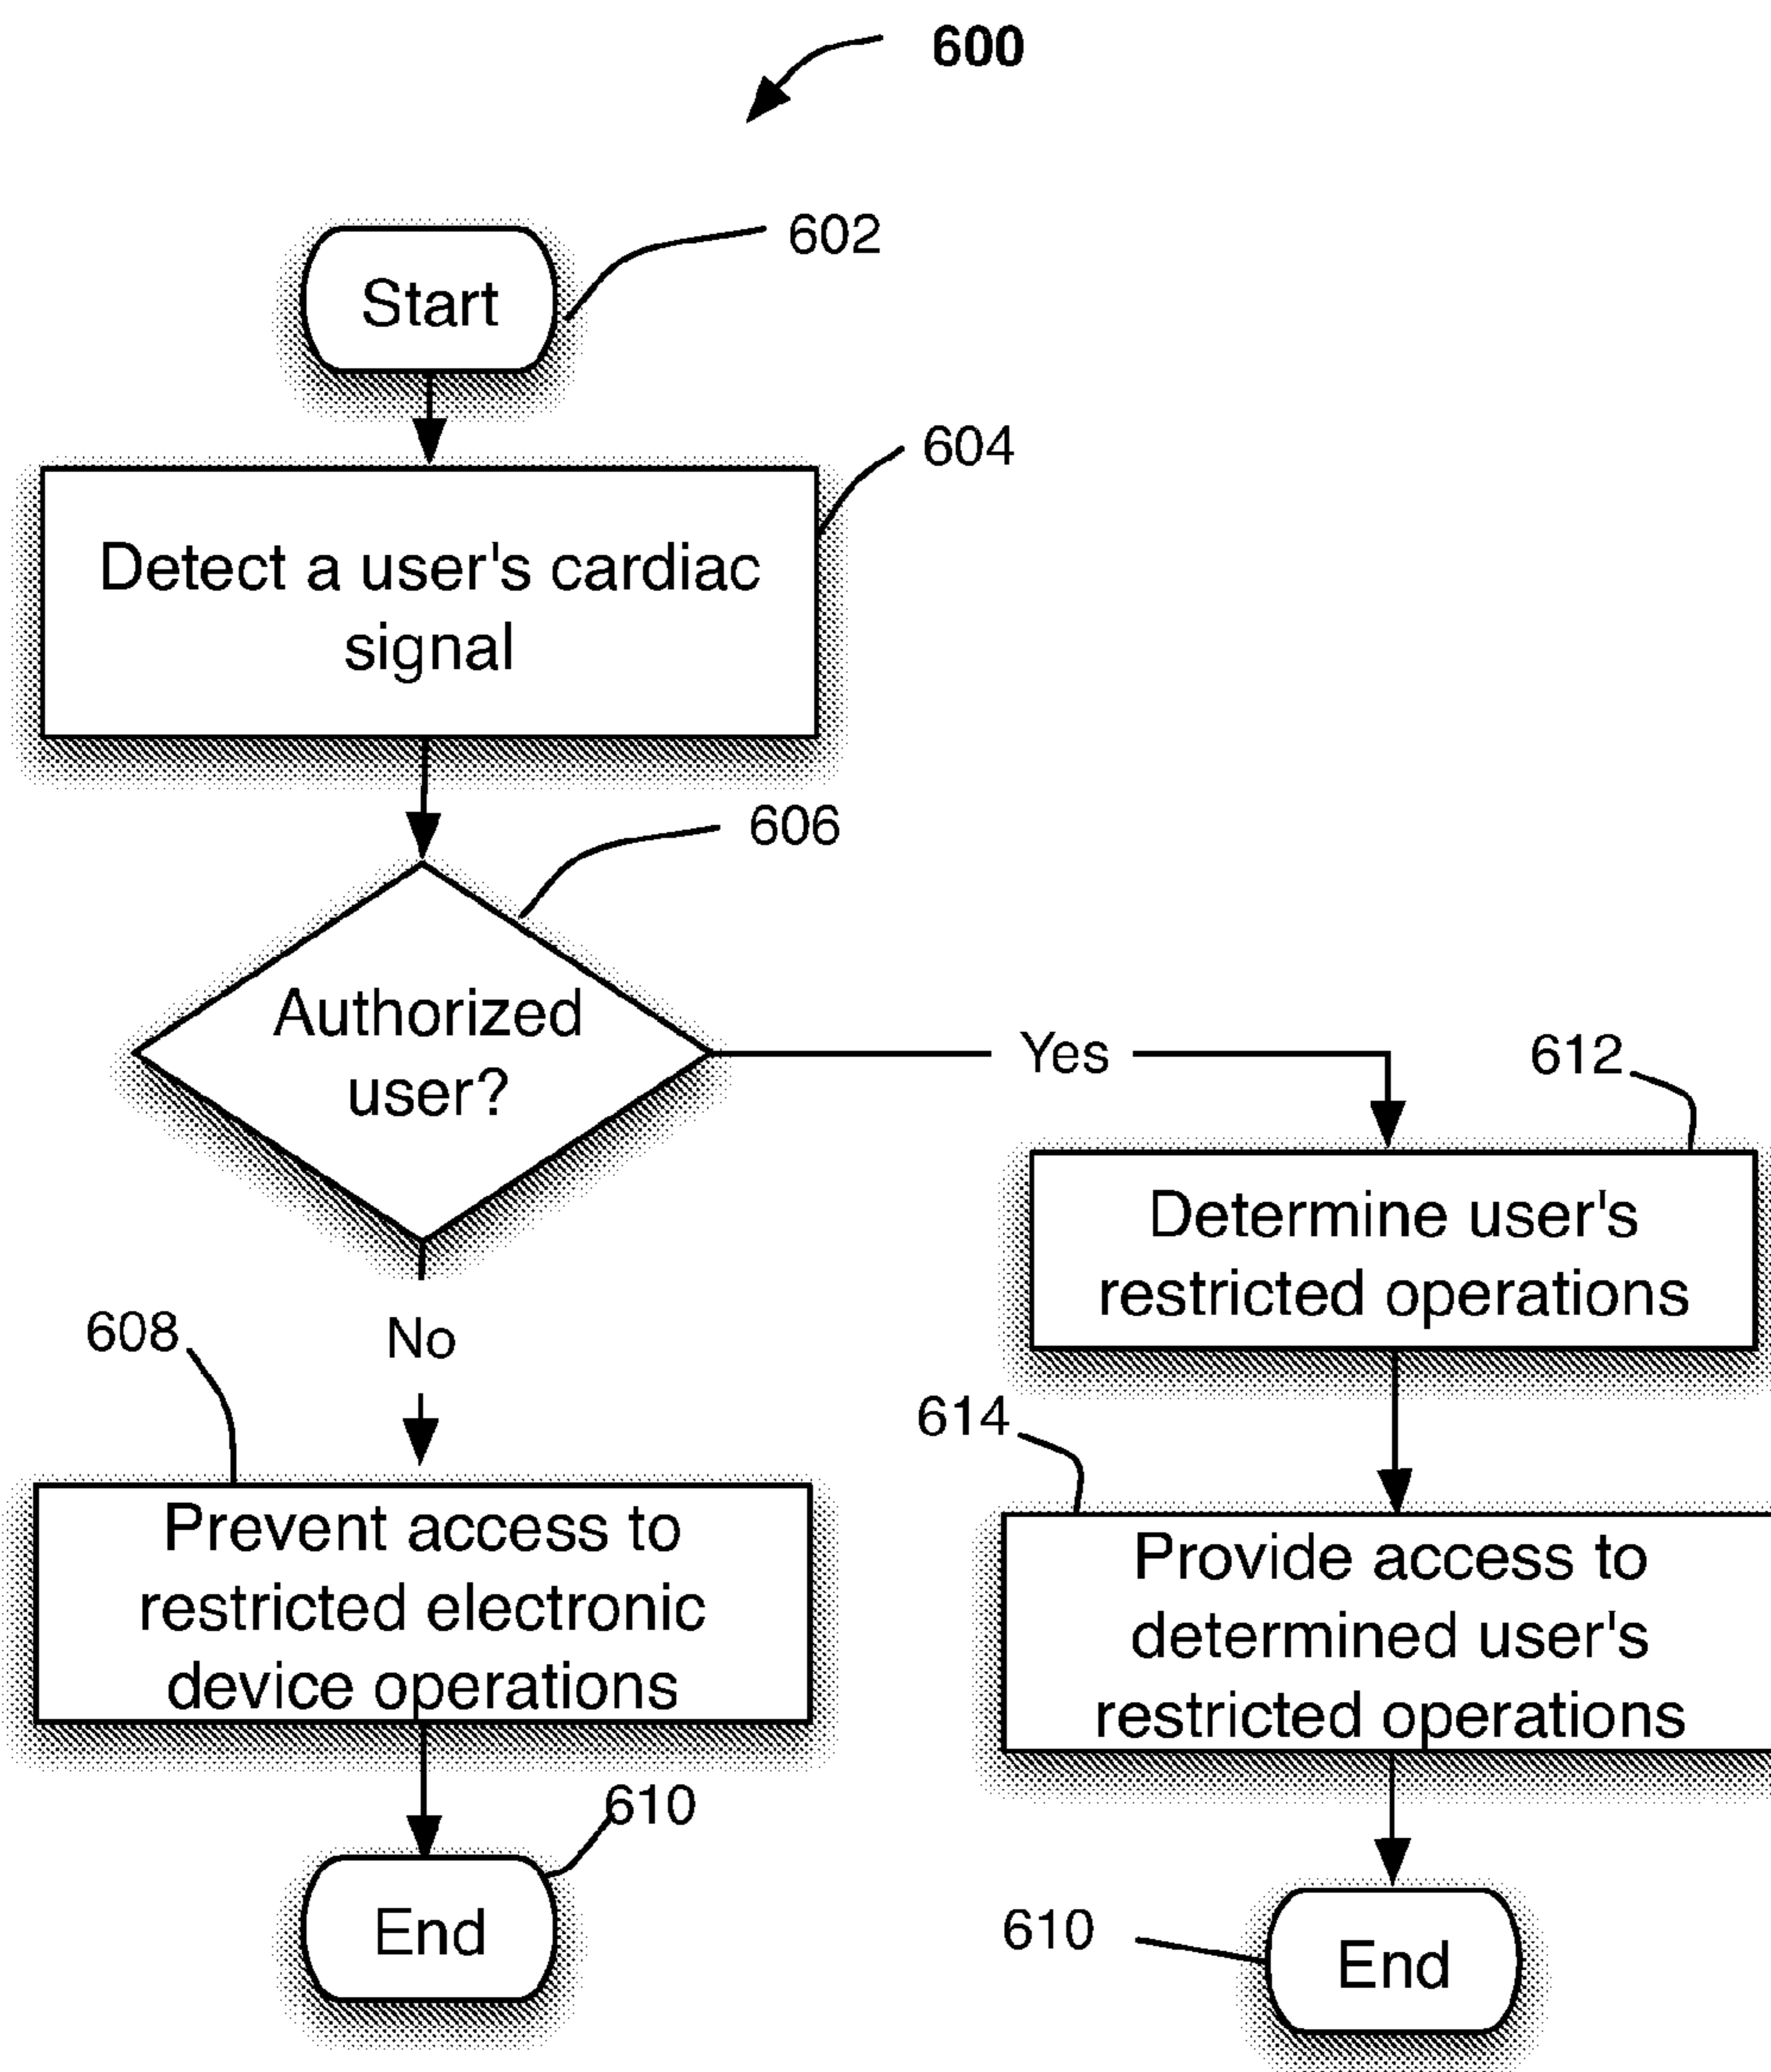 600
602
Start
604
Detect a user's cardiac
signal
606
Authorized
user?
Yes
612
Determine user's
restricted operations
No
608
614
Prevent access to
restricted electronic
device operations
Provide access to
determined user's
restricted operations
610
End
610
End